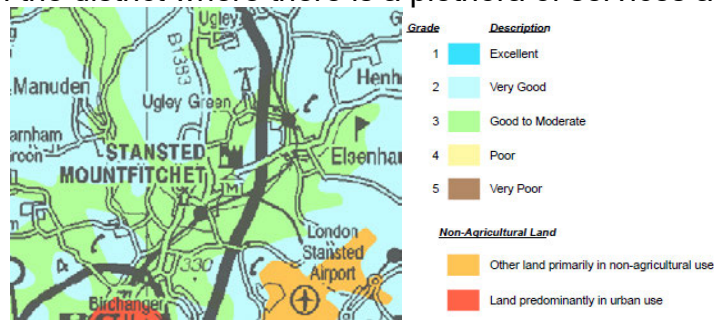 Ugley
Grade Description
1 Excellent
B1383
Manuden
Henh
2 Very Good
Ugley Green
3 Good to Moderate
arnham
STANSTED
Elsenha
4 Poor
MOUNTFITCHET
M
5 Very Poor
London
Non-Agricultural Land
Stansted
330
Airport
Other land primarily in non-agricultural use
Birchanger
Land predominantly in urban use